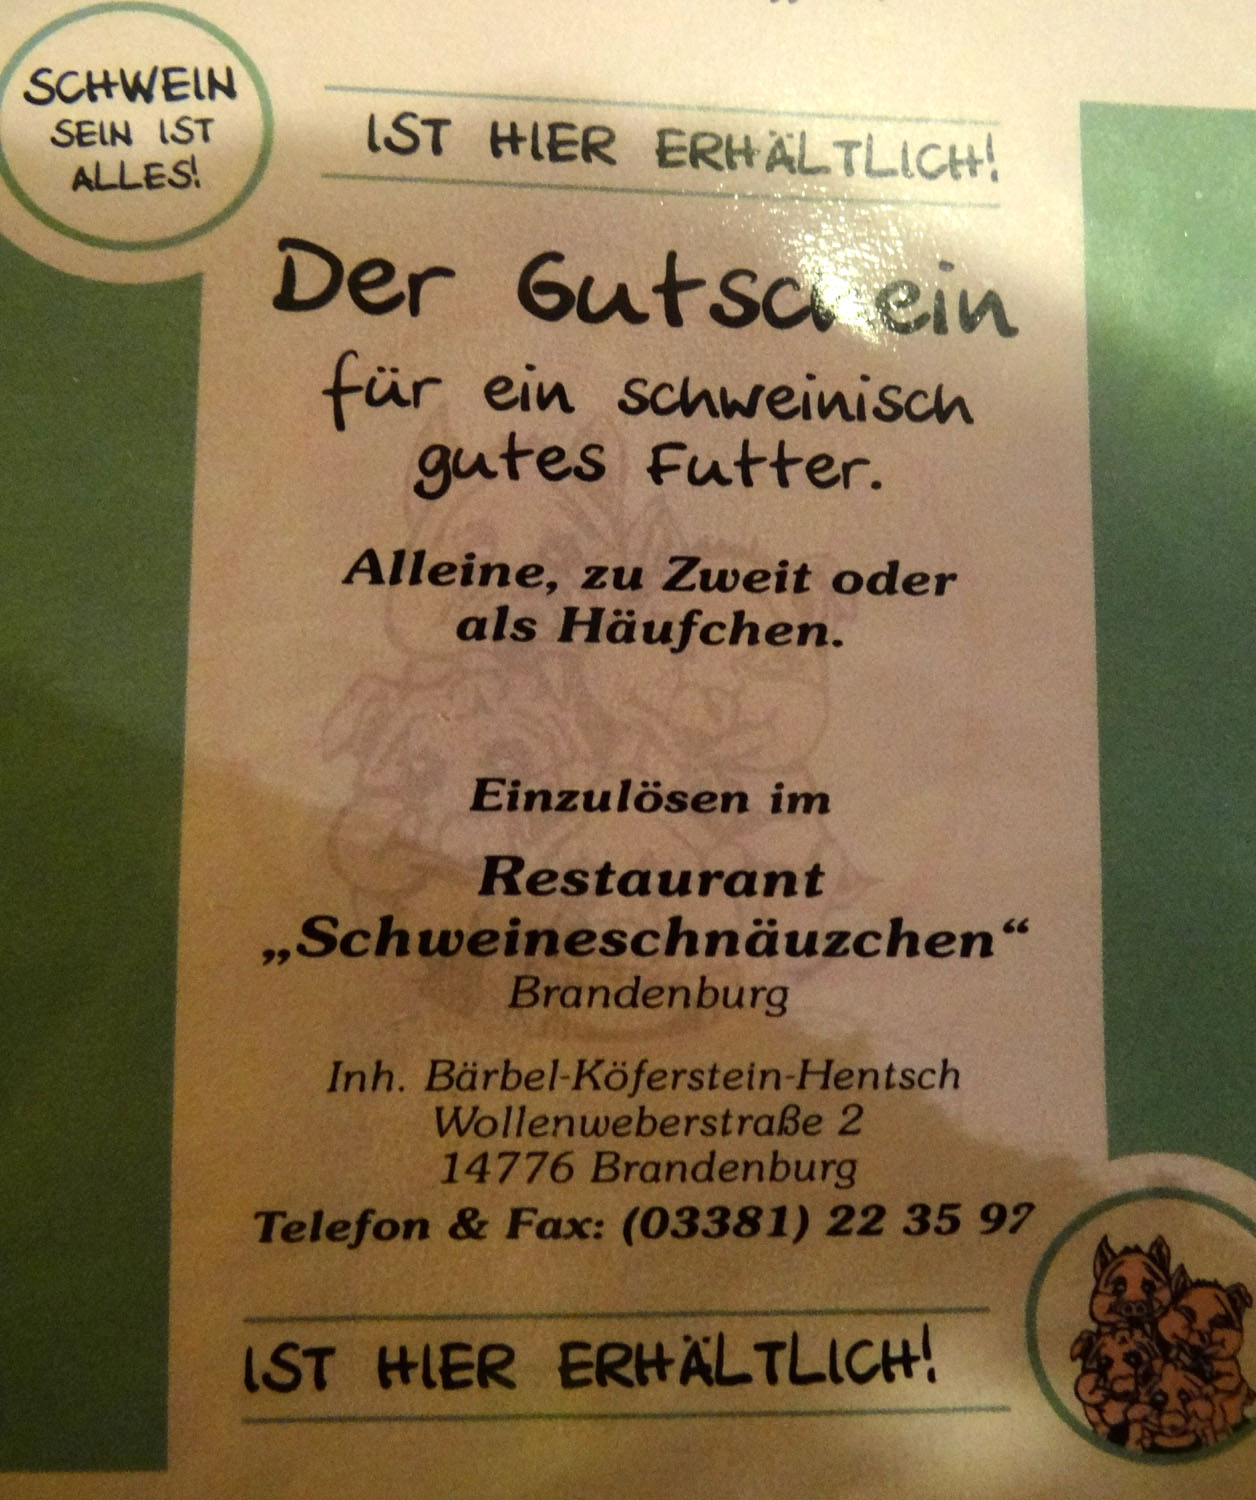 SCHWEIN
SEIN IST
ALLES!
IST HIER ERHÄLTLICH!
Der Gutschein
für ein schweinisch
gutes Futter.
Alleine, zu Zweit oder
als Häufchen.
Einzulösen im
Restaurant
„Schweineschnäuzchen“
Brandenburg
Inh. Bärbel-Köferstein-Hentsch
Wollenweberstraße 2
14776 Brandenburg
Telefon & Fax: (03381) 22 35 97
IST HIER ERHÄLTLICH!